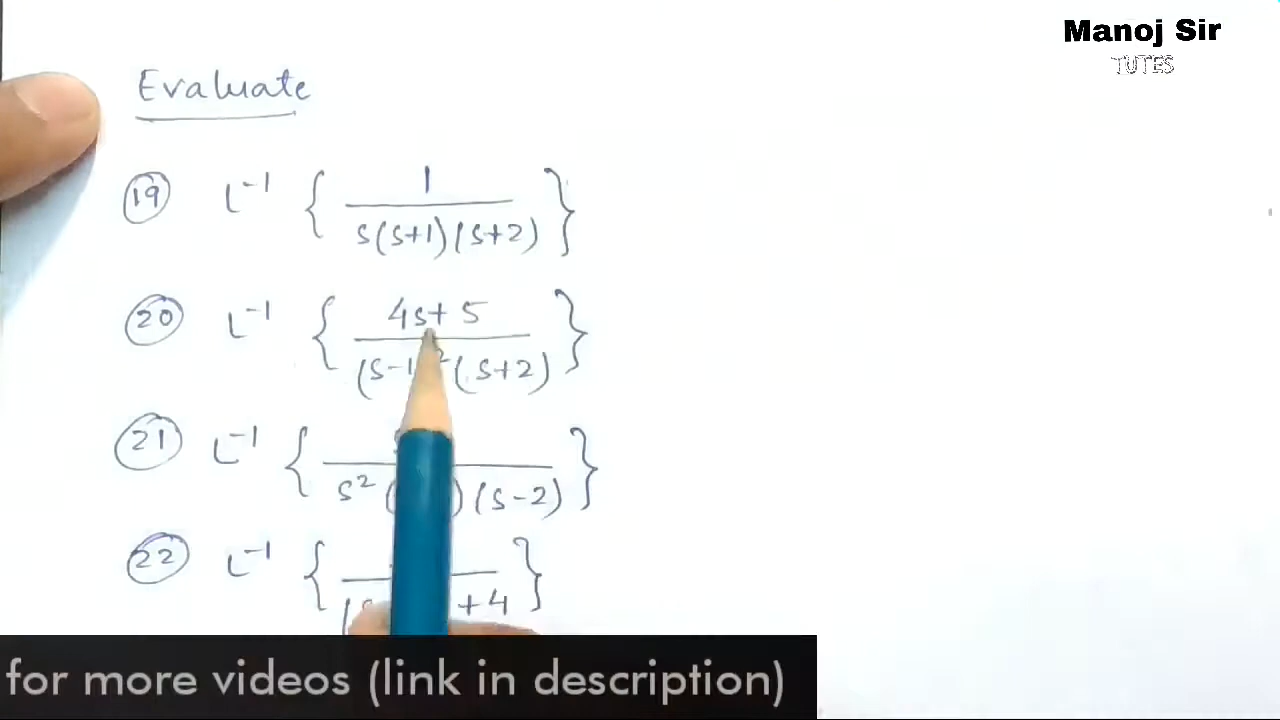 Manoj Sir
TUTES
Evaluate
19 L⁻¹ { 1 / s(s+1)(s+2) }
20 L⁻¹ { 4s+5 / (s-1)²(s+2) }
21 L⁻¹ { / s² ( ) (s-2) }
22 L⁻¹ { / (s +4 }
for more videos (link in description)